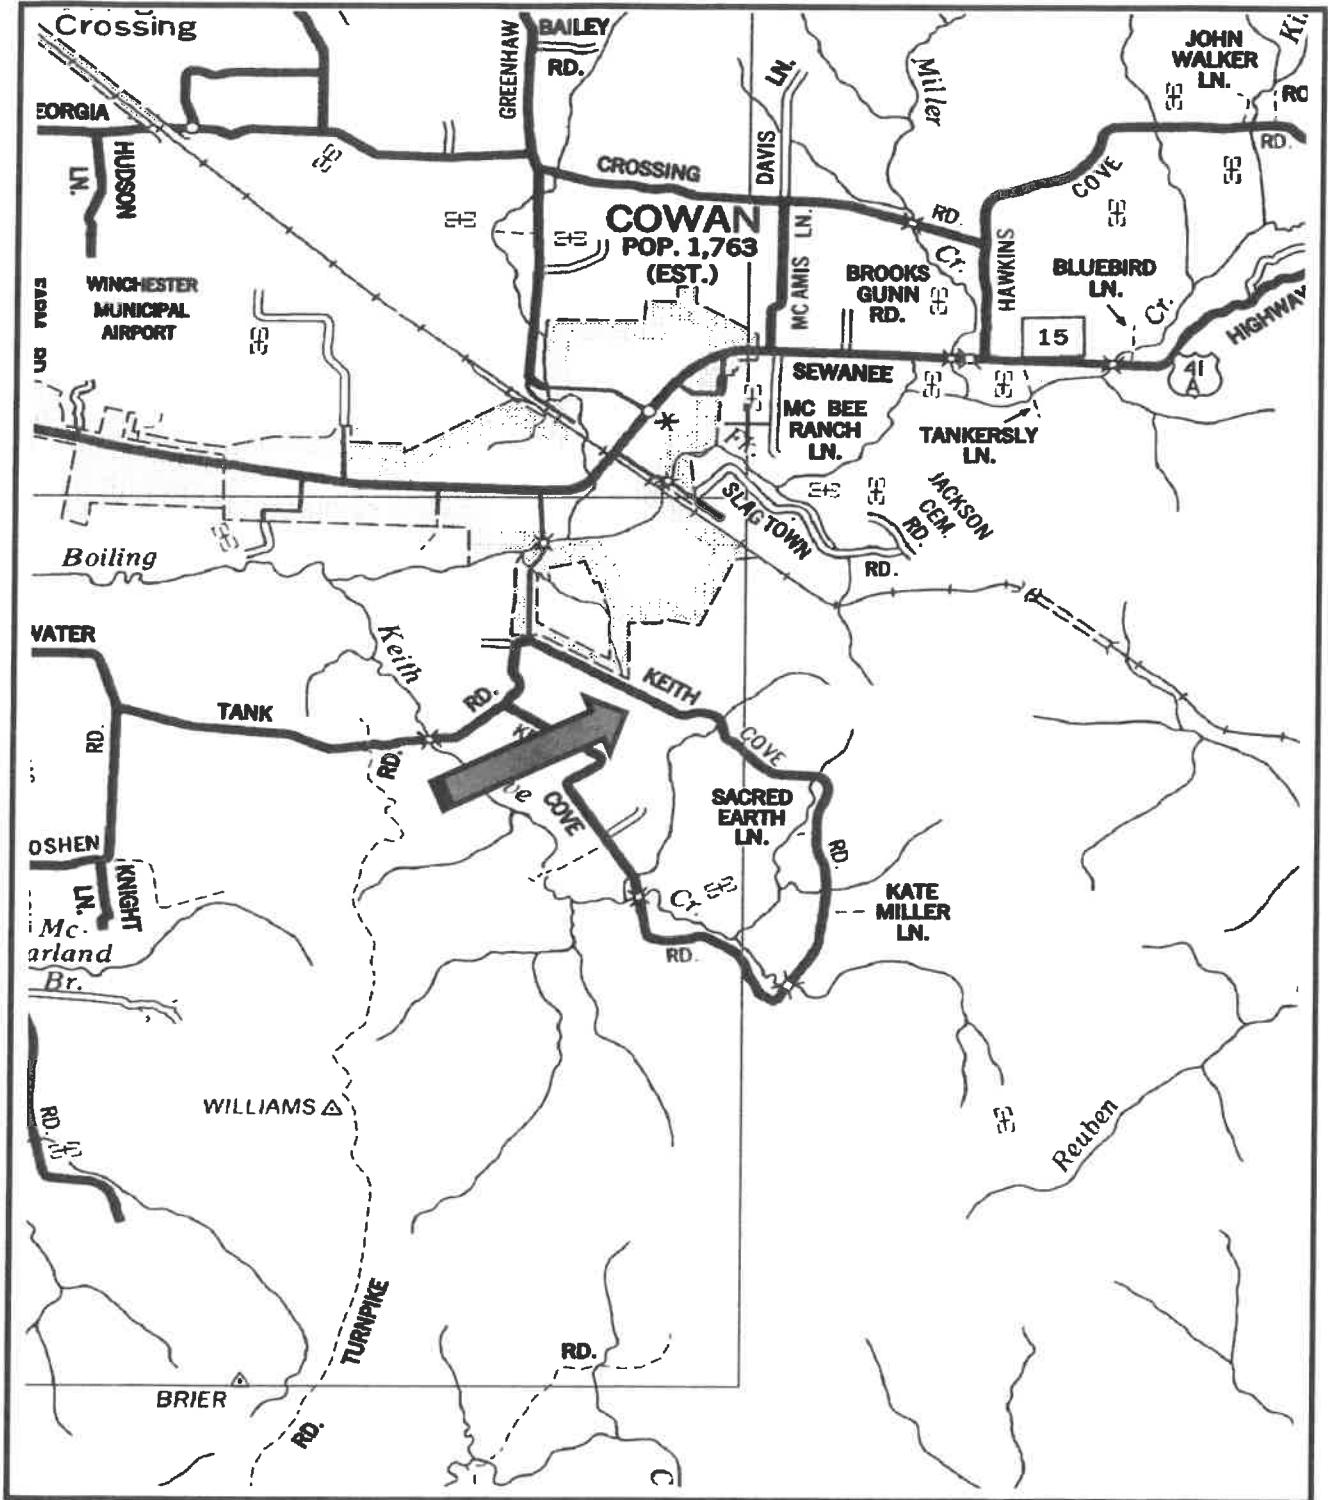 Crossing
GREENHAW
BAILEY
RD.
Miller
JOHN
WALKER
LN.
EORGIA
HUDSON
LN.
CROSSING
DAVIS
LN.
RD.
Cr.
COVE
RD.
COWAN
POP. 1,763
(EST.)
MC AMIS LN.
BROOKS
GUNN
RD.
HAWKINS
BLUEBIRD
LN.
Cr.
HIGHWAY
WINCHESTER
MUNICIPAL
AIRPORT
15
41
A
SEWANEE
MC BEE
RANCH
LN.
TANKERSLY
LN.
SLAGTOWN
RD.
JACKSON
CEM.
RD.
Boiling
Keith
WATER
TANK
RD.
RD.
RD.
KEITH
COVE
RD.
COVE
SACRED
EARTH
LN.
OSHEN
KNIGHT
LN.
Cr.
RD.
KATE
MILLER
LN.
Mc-
arland
Br.
WILLIAMS
RD.
Reuben
TURNPIKE
RD.
RD.
BRIER
C